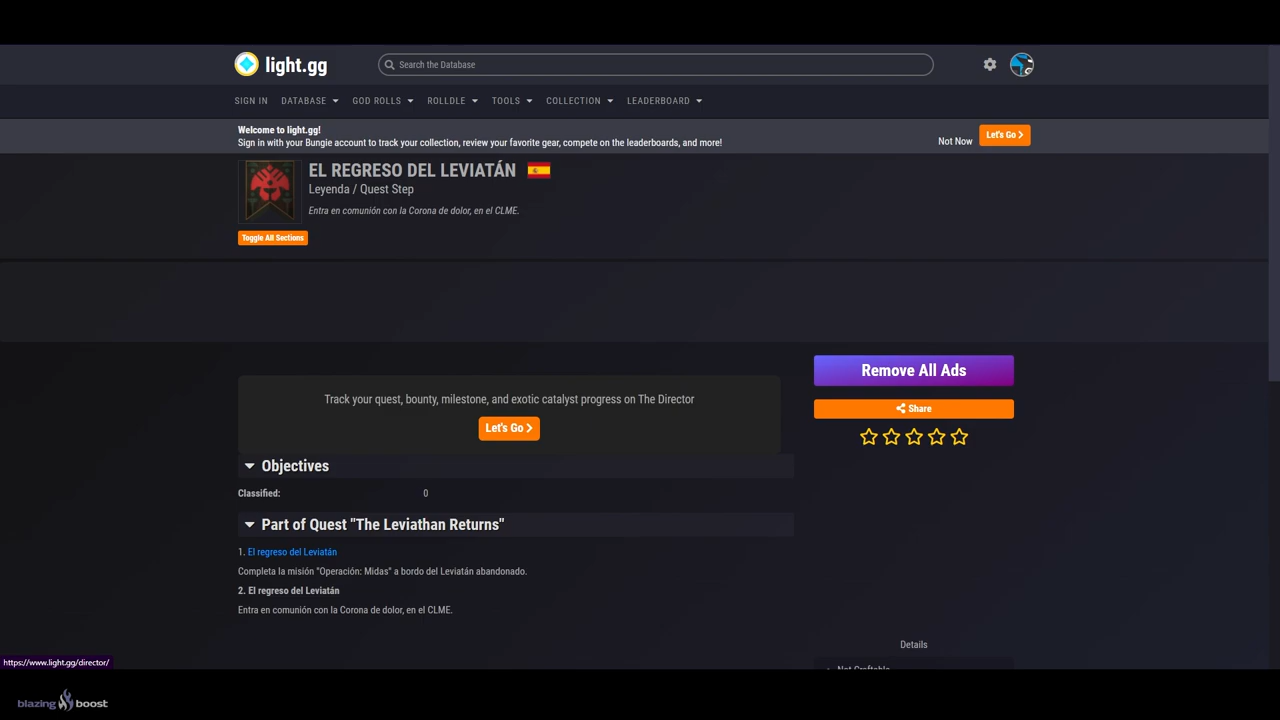 light.gg
Search the Database
SIGN IN DATABASE GOD ROLLS ROLLDLE TOOLS COLLECTION LEADERBOARD
Welcome to light.gg!
Sign in with your Bungie account to track your collection, review your favorite gear, compete on the leaderboards, and more!
Not Now
Let's Go
EL REGRESO DEL LEVIATÁN
Leyenda / Quest Step
Entra en comunión con la Corona de dolor, en el CLME.
Toggle All Sections
Remove All Ads
Track your quest, bounty, milestone, and exotic catalyst progress on The Director
Share
Let's Go
Objectives
Classified: 0
Part of Quest "The Leviathan Returns"
1. El regreso del Leviatán
Completa la misión "Operación: Midas" a bordo del Leviatán abandonado.
2. El regreso del Leviatán
Entra en comunión con la Corona de dolor, en el CLME.
Details
https://www.light.gg/director/
Not Craftable
blazing boost